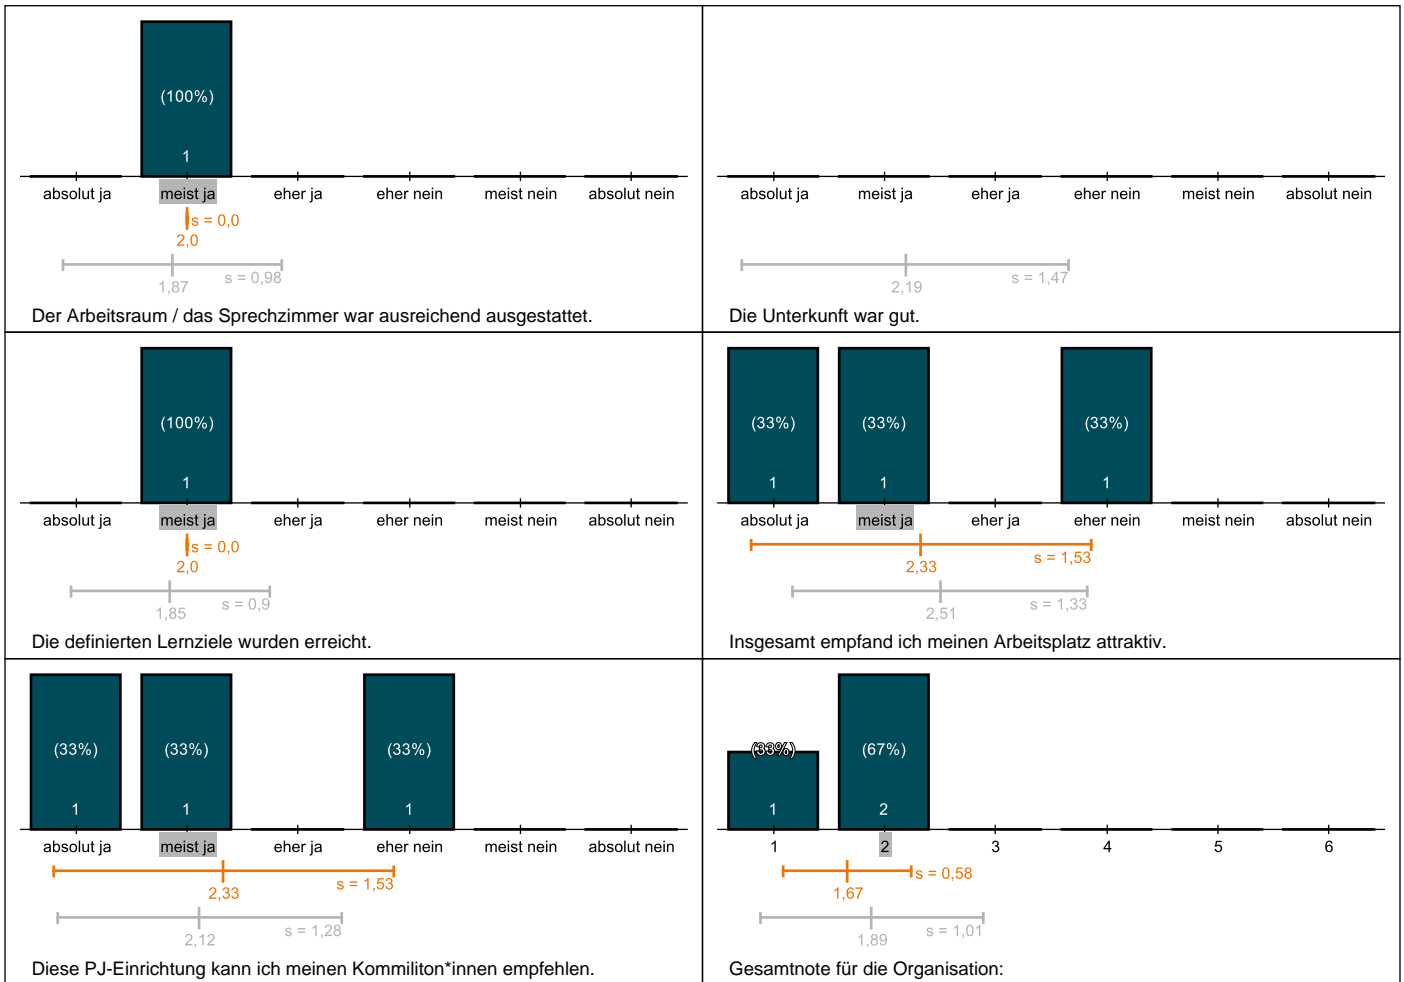 (100%)
1
absolut ja meist ja eher ja eher nein meist nein absolut nein
s = 0,0
2,0
s = 0,98
1,87
Der Arbeitsraum / das Sprechzimmer war ausreichend ausgestattet.
absolut ja meist ja eher ja eher nein meist nein absolut nein
s = 1,47
2,19
Die Unterkunft war gut.
(100%)
1
absolut ja meist ja eher ja eher nein meist nein absolut nein
s = 0,0
2,0
s = 0,9
1,85
Die definierten Lernziele wurden erreicht.
(33%) (33%) (33%)
1 1 1
absolut ja meist ja eher ja eher nein meist nein absolut nein
s = 1,53
2,33
s = 1,33
2,51
Insgesamt empfand ich meinen Arbeitsplatz attraktiv.
(33%) (33%) (33%)
1 1 1
absolut ja meist ja eher ja eher nein meist nein absolut nein
s = 1,53
2,33
s = 1,28
2,12
Diese PJ-Einrichtung kann ich meinen Kommiliton*innen empfehlen.
(33%) (67%)
1 2
1 2 3 4 5 6
s = 0,58
1,67
s = 1,01
1,89
Gesamtnote für die Organisation: